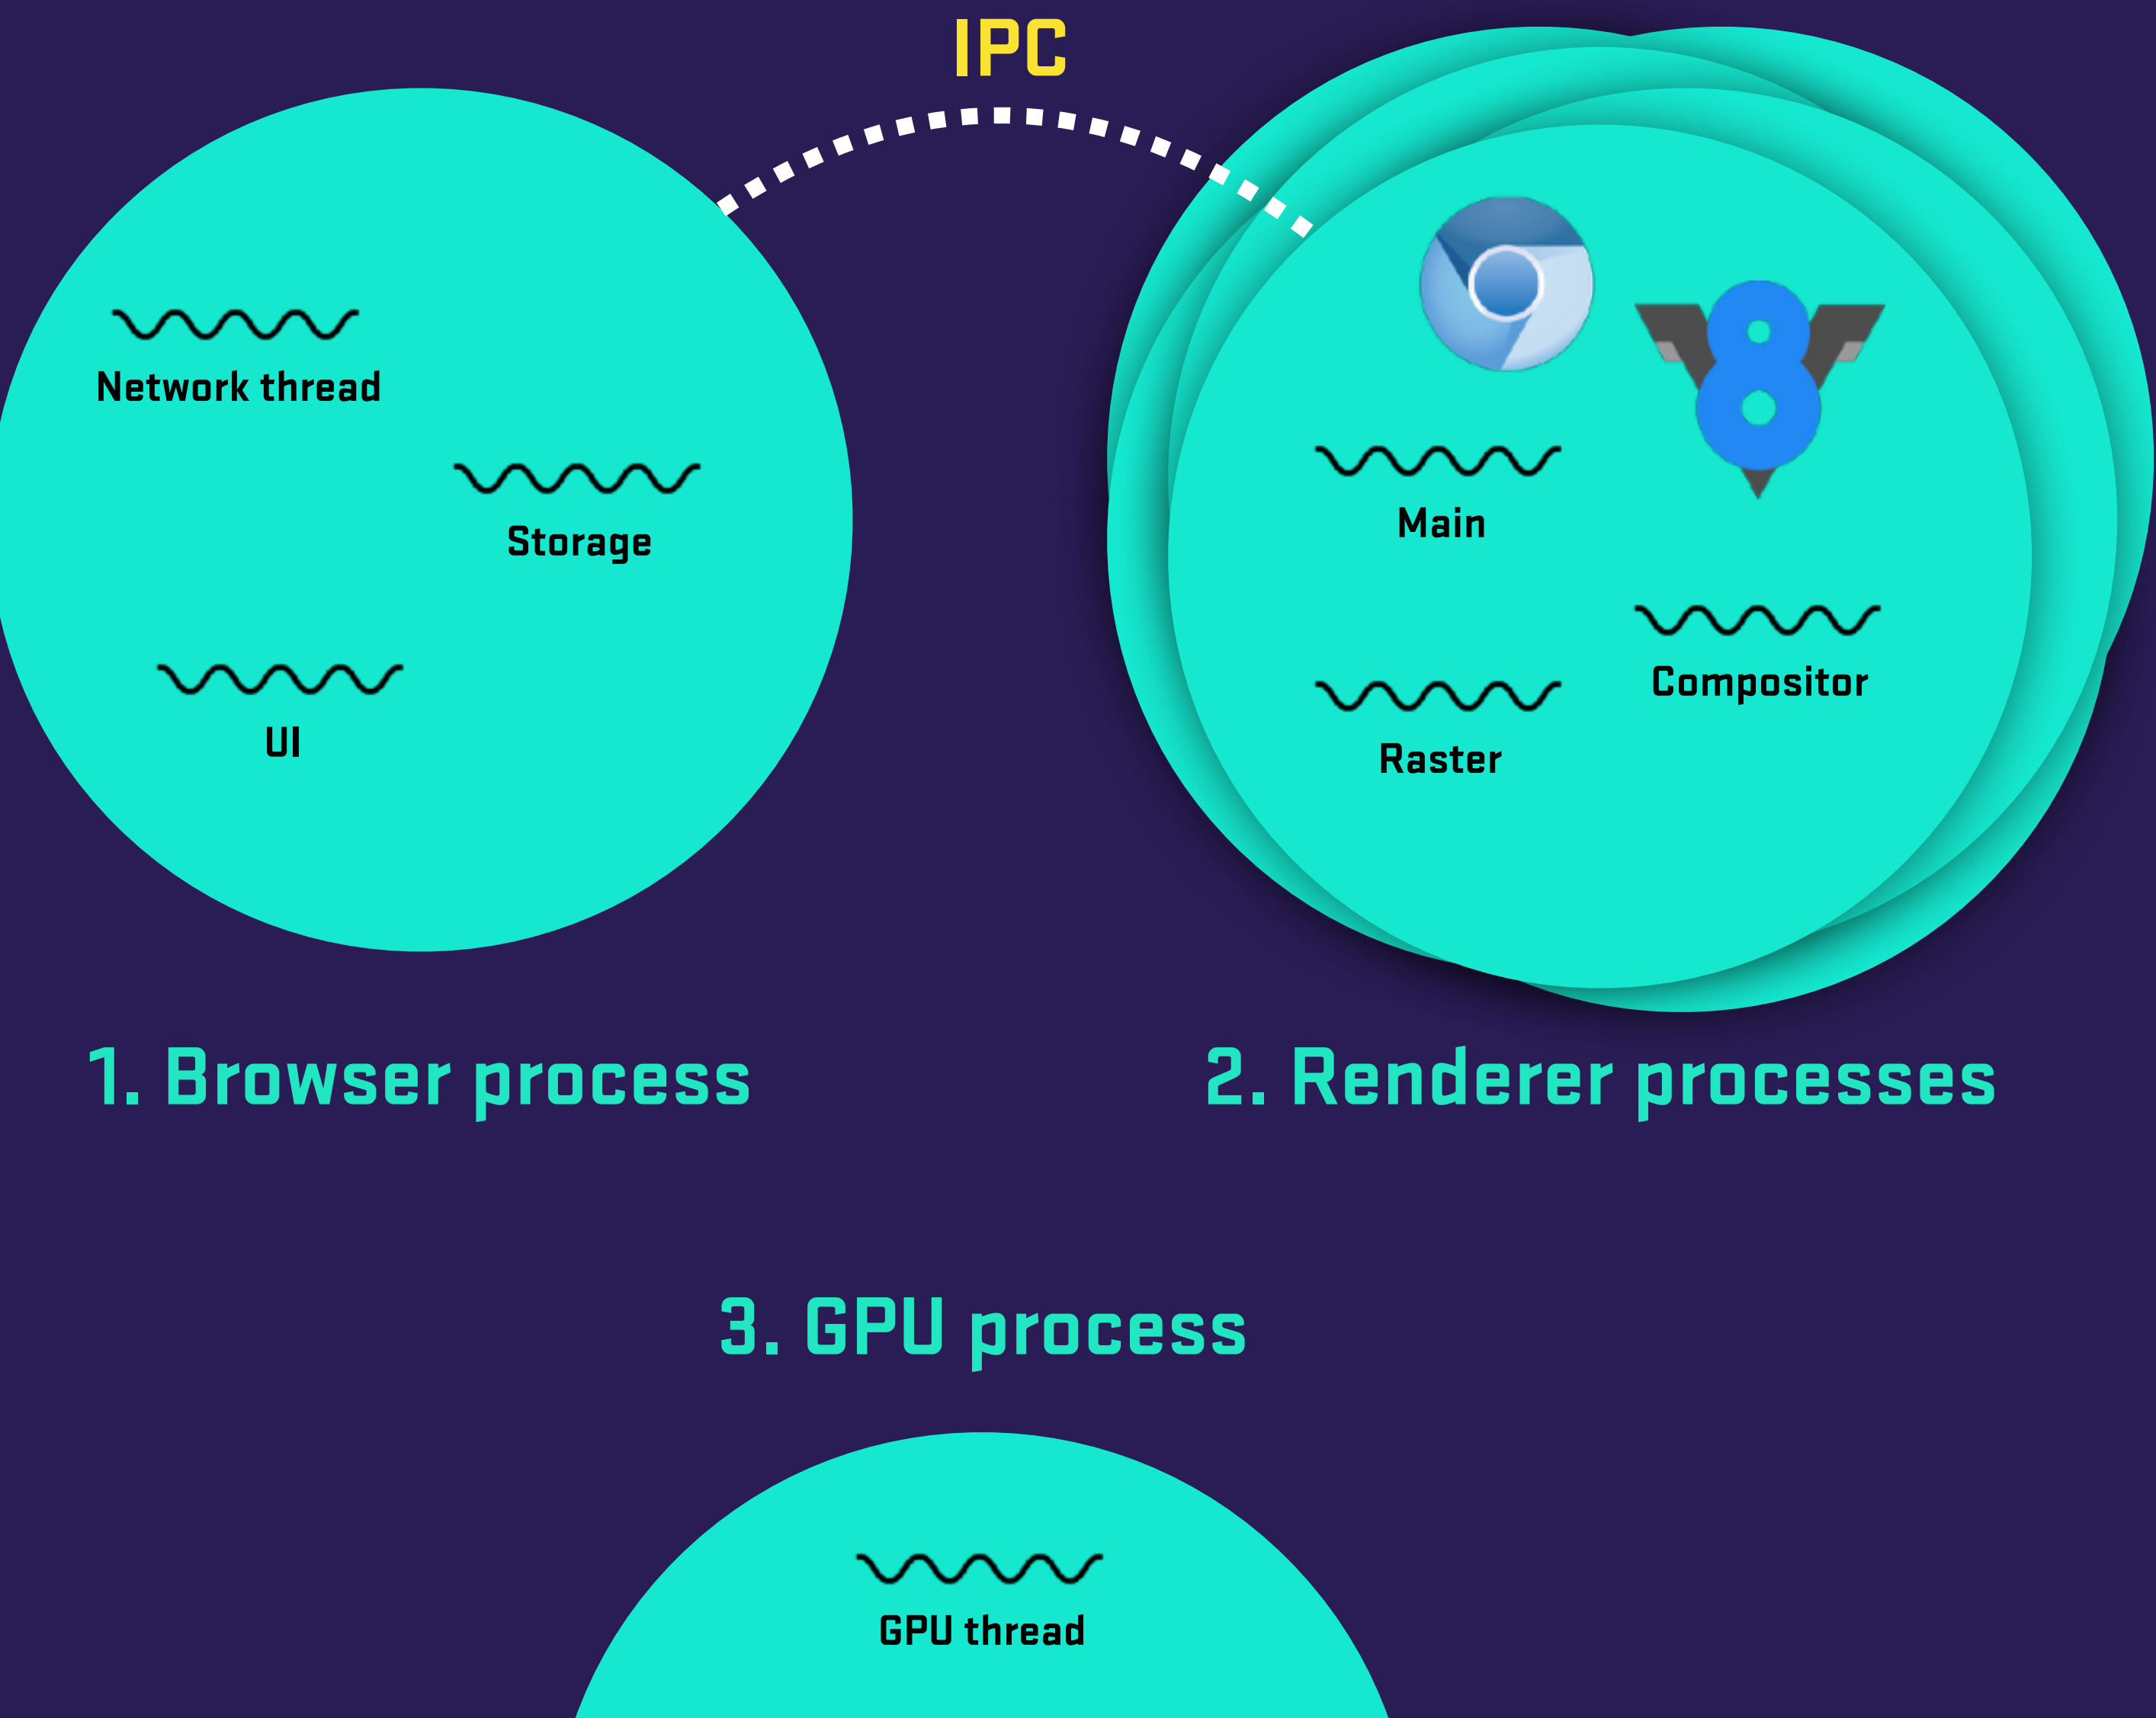 IPC
Network thread
Storage
UI
8
Main
Compositor
Raster
1. Browser process
2. Renderer processes
3. GPU process
GPU thread